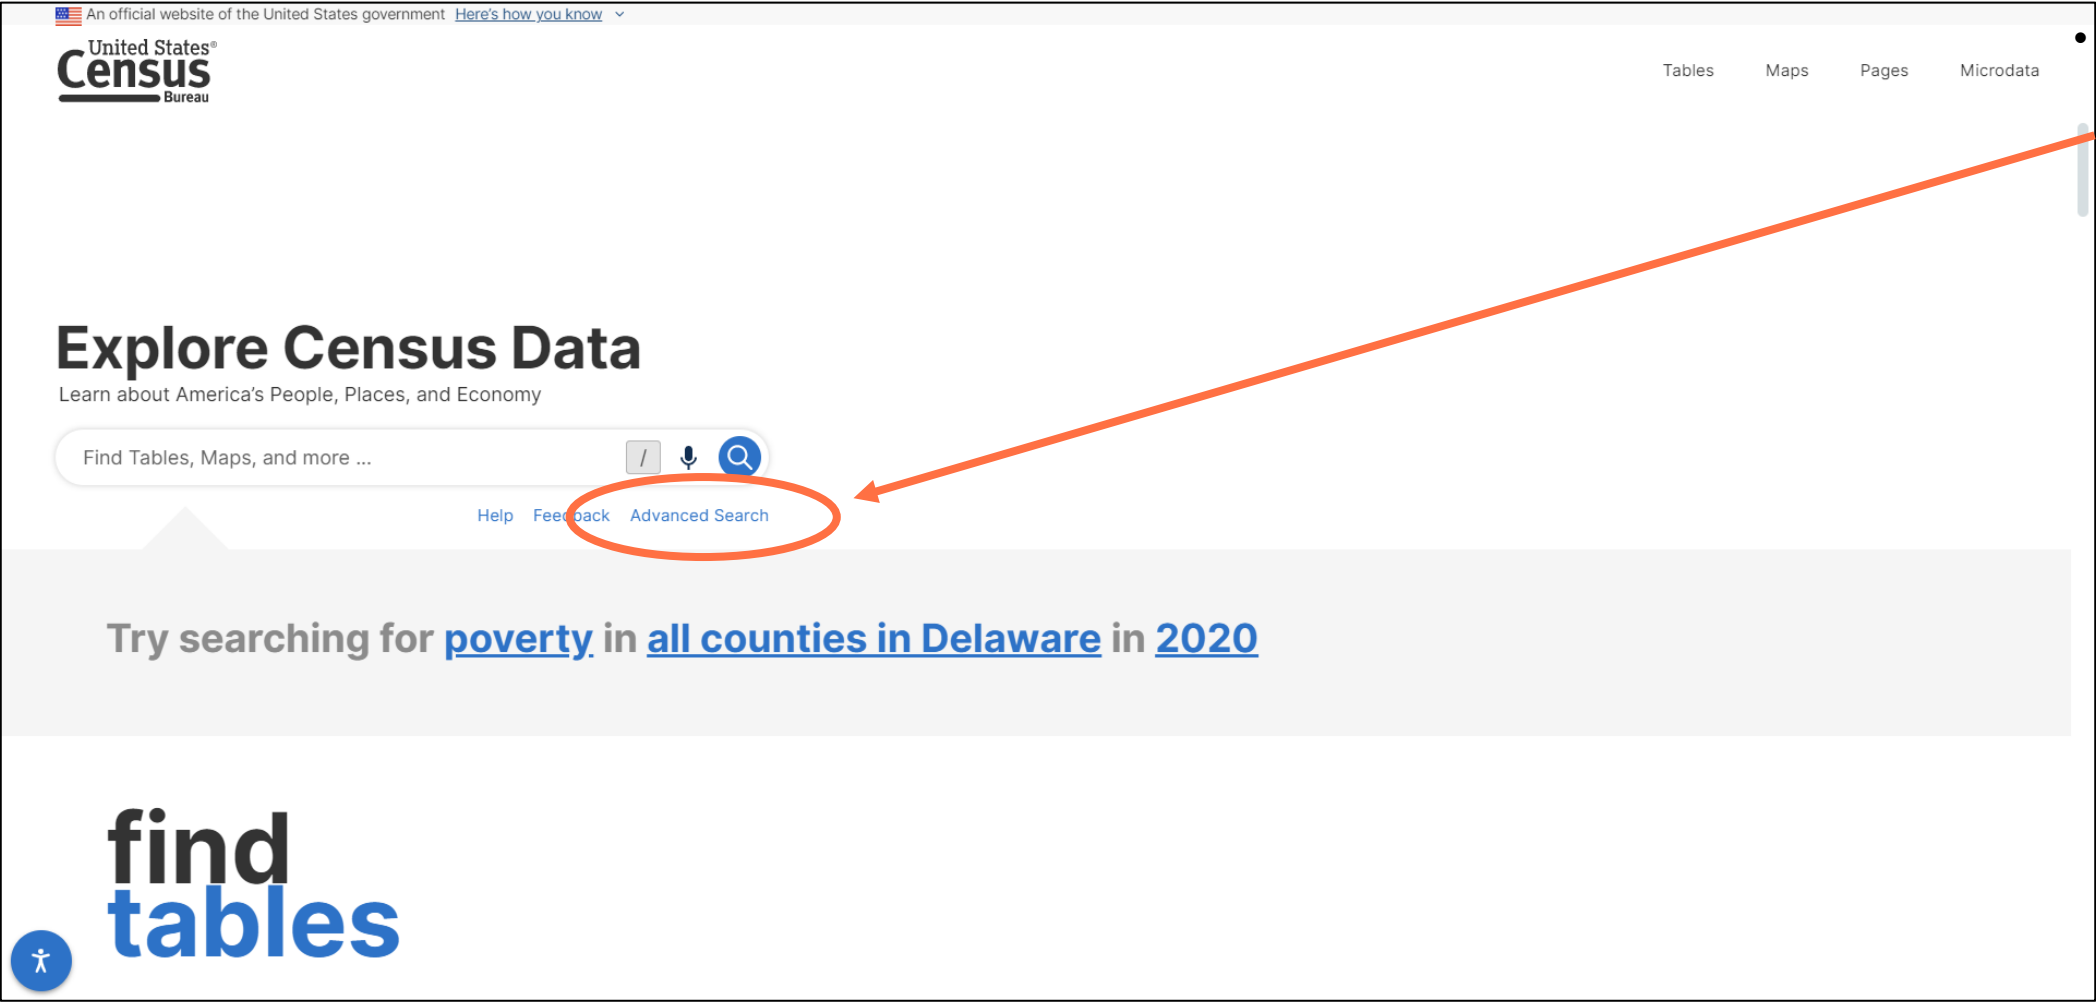 An official website of the United States government Here's how you know
United States®
Census
Bureau
Tables Maps Pages Microdata
Explore Census Data
Learn about America's People, Places, and Economy
Find Tables, Maps, and more ... /
Help Feedback Advanced Search
Try searching for poverty in all counties in Delaware in 2020
find
tables